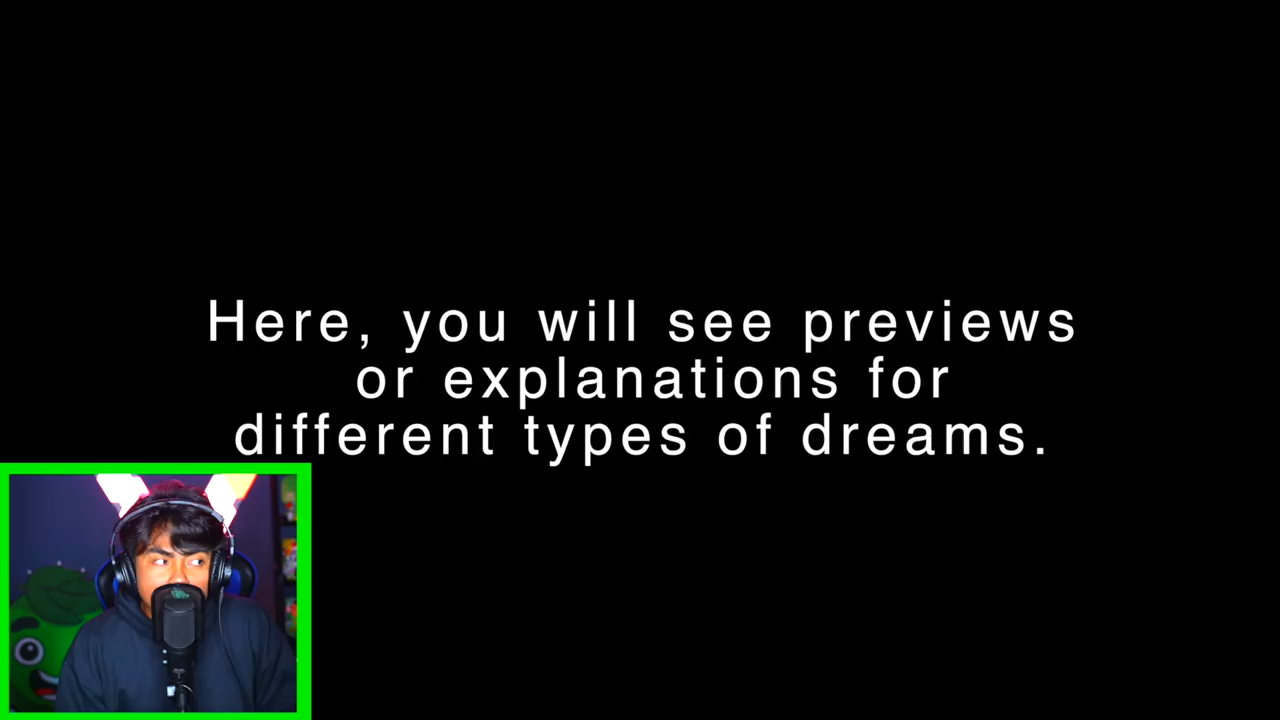 Here, you will see previews
or explanations for
different types of dreams.